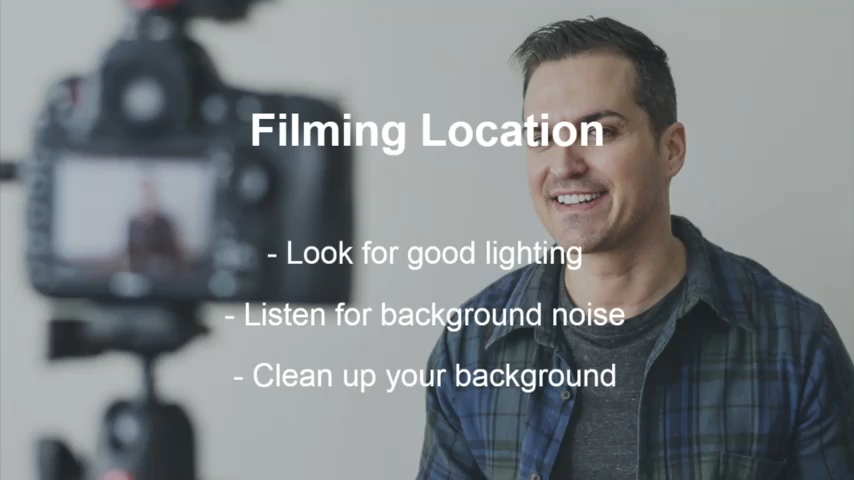 Filming Location
- Look for good lighting
- Listen for background noise
- Clean up your background